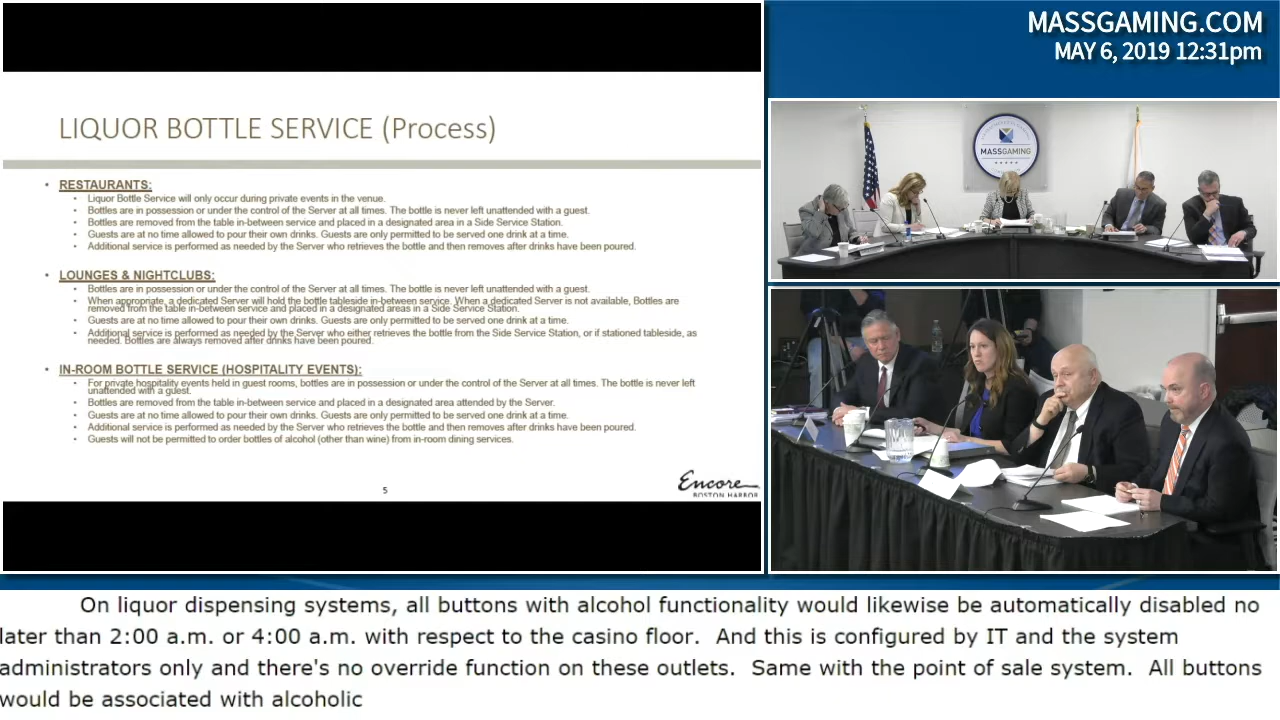 MASSGAMING.COM
MAY 6, 2019 12:31pm
LIQUOR BOTTLE SERVICE (Process)
• RESTAURANTS:
• Liquor Bottle Service will only occur during private events in the venue.
• Bottles are in possession or under the control of the Server at all times. The bottle is never left unattended with a guest.
• Bottles are removed from the table in-between service and placed in a designated area in a Side Service Station.
• Guests are at no time allowed to pour their own drinks. Guests are only permitted to be served one drink at a time.
• Additional service is performed as needed by the Server who retrieves the bottle and then removes after drinks have been poured.
• LOUNGES & NIGHTCLUBS:
• Bottles are in possession or under the control of the Server at all times. The bottle is never left unattended with a guest.
• When appropriate, a dedicated Server will hold the bottle tableside in-between service. When a dedicated Server is not available, Bottles are
removed from the table in-between service and placed in a designated areas in a Side Service Station.
• Guests are at no time allowed to pour their own drinks. Guests are only permitted to be served one drink at a time.
• Additional service is performed as needed by the Server who either retrieves the bottle from the Side Service Station, or if stationed tableside, as
needed. Bottles are always removed after drinks have been poured.
• IN-ROOM BOTTLE SERVICE (HOSPITALITY EVENTS):
• For private hospitality events held in guest rooms, bottles are in possession or under the control of the Server at all times. The bottle is never left
unattended with a guest.
• Bottles are removed from the table in-between service and placed in a designated area attended by the Server.
• Guests are at no time allowed to pour their own drinks. Guests are only permitted to be served one drink at a time.
• Additional service is performed as needed by the Server who retrieves the bottle and then removes after drinks have been poured.
• Guests will not be permitted to order bottles of alcohol (other than wine) from in-room dining services.
5
Encore
BOSTON HARBOR
MASSGAMING
On liquor dispensing systems, all buttons with alcohol functionality would likewise be automatically disabled no
later than 2:00 a.m. or 4:00 a.m. with respect to the casino floor.  And this is configured by IT and the system
administrators only and there's no override function on these outlets.  Same with the point of sale system.  All buttons
would be associated with alcoholic